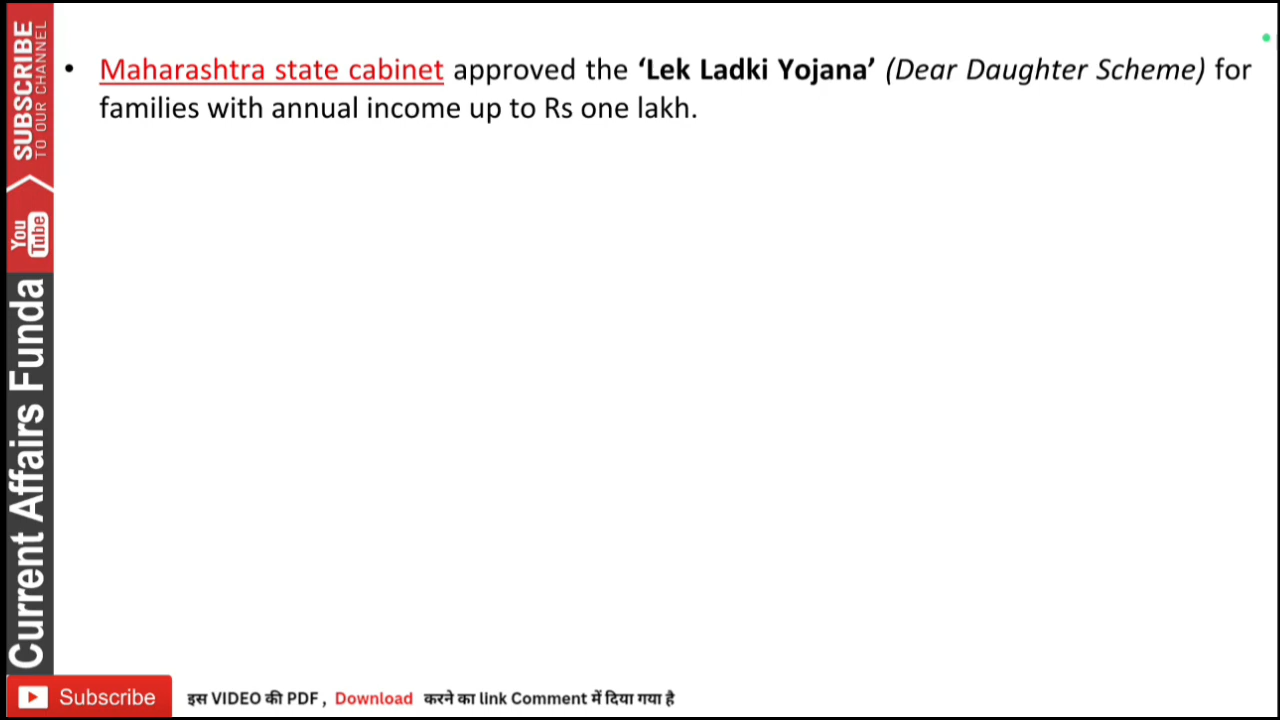 • Maharashtra state cabinet approved the ‘Lek Ladki Yojana’ (Dear Daughter Scheme) for
families with annual income up to Rs one lakh.
SUBSCRIBE
TO OUR CHANNEL
You
Tube
Current Affairs Funda
Subscribe
इस VIDEO की PDF , Download करने का link Comment में दिया गया है